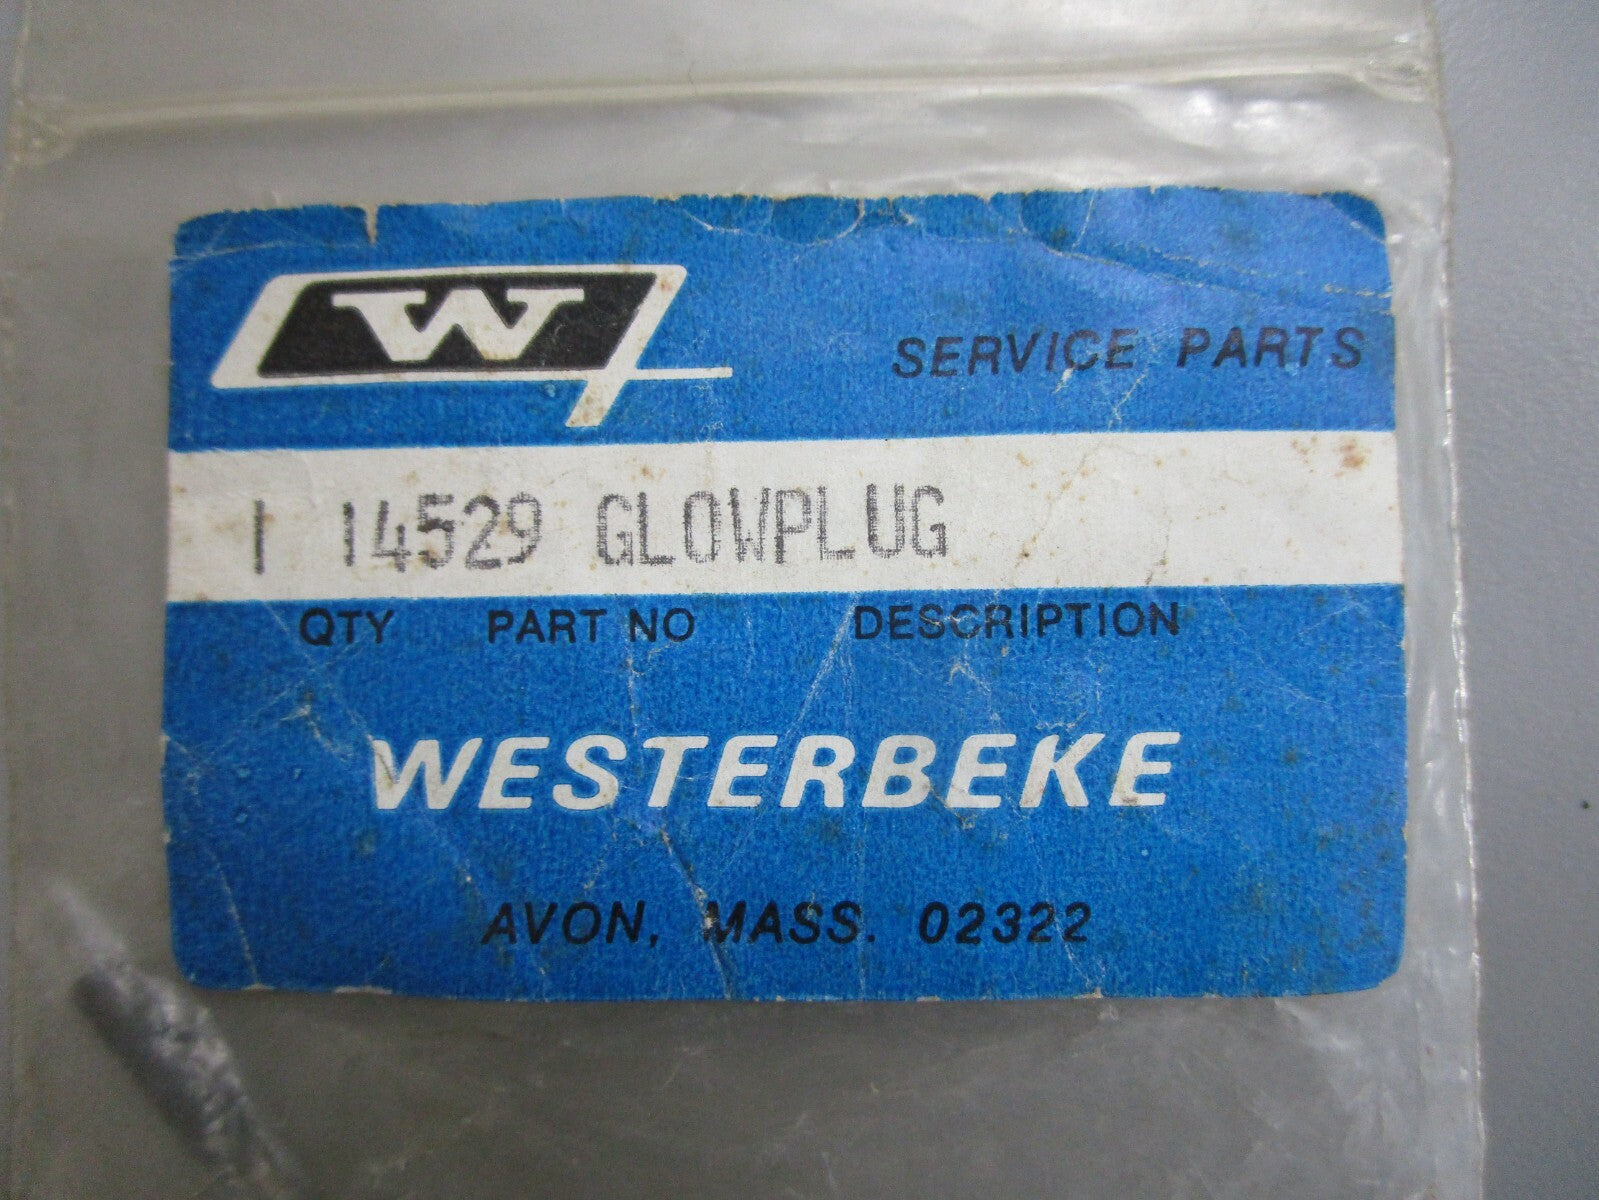 W
SERVICE PARTS
1 14529 GLOWPLUG
QTY PART NO DESCRIPTION
WESTERBEKE
AVON, MASS. 02322